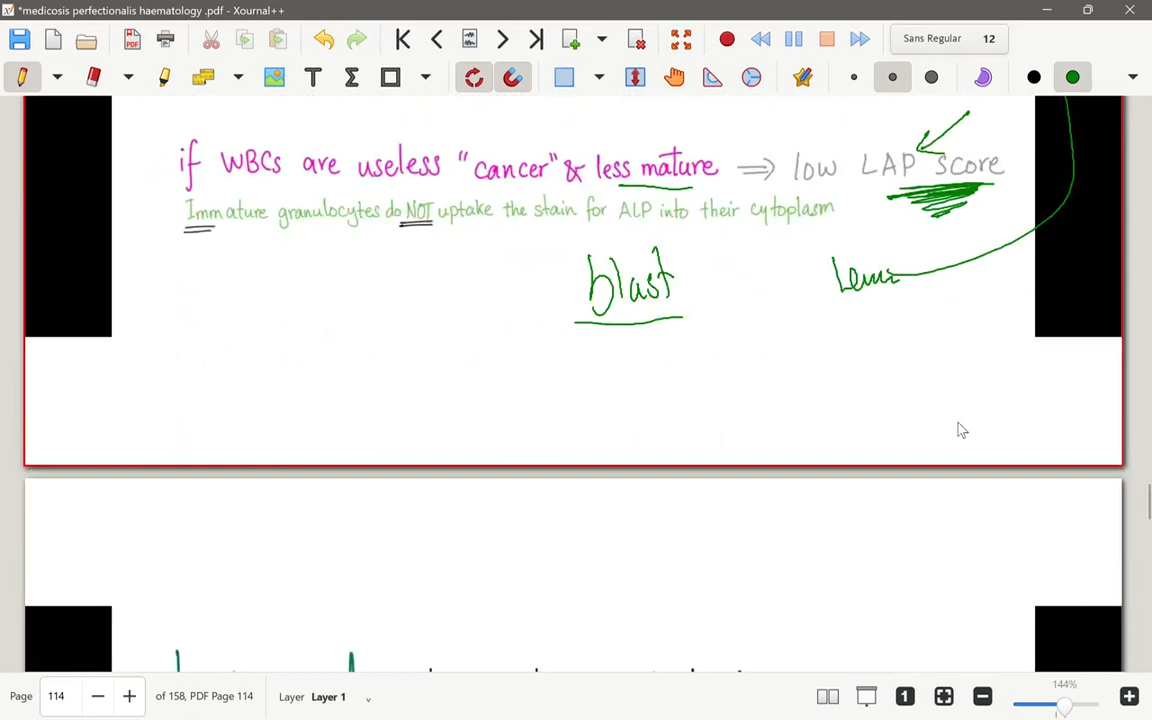 *medicosis perfectionalis haematology .pdf - Xournal++
PDF
Sans Regular 12
if WBCs are useless "cancer" & less mature ⇒ low LAP score
Immature granulocytes do NOT uptake the stain for ALP into their cytoplasm
blast
Page 114 of 158, PDF Page 114 Layer Layer 1 1 144%